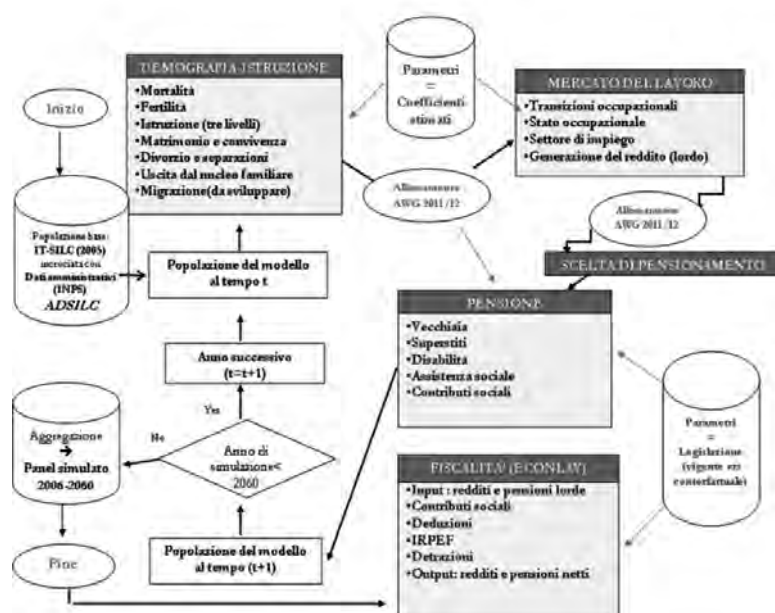 Inizio
DEMOGRAFIA-ISTRUZIONE
•Mortalità
•Fertilità
•Istruzione (tre livelli)
•Matrimonio e convivenza
•Divorzio e separazioni
•Uscita dal nucleo familiare
•Migrazione(da sviluppare)
Parametri
=
Coefficienti
stimati
MERCATO DEL LAVORO
•Transizioni occupazionali
•Stato occupazionale
•Settore di impiego
•Generazione del reddito (lordo)
Allineamento
AWG 2011/12
Allineamento
AWG 2011/12
Popolazione base:
IT-SILC (2005)
incrociata con
Dati amministrativi
(INPS)
ADSILC
Popolazione del modello
al tempo t
SCELTA DI PENSIONAMENTO
PENSIONE
•Vecchiaia
•Superstiti
•Disabilità
•Assistenza sociale
•Contributi sociali
Anno successivo
(t=t+1)
Yes
No
Anno di
simulazione<
2060
Aggregazione
→
Panel simulato
2006-2060
Parametri
=
Legislazione
(vigente e/o
conterfactuale)
FISCALITA' (ECONLAV)
•Input : redditi e pensioni lorde
•Contributi sociali
•Deduzioni
•IRPEF
•Detrazioni
•Output: redditi e pensioni netti
Popolazione del modello
al tempo (t+1)
Fine